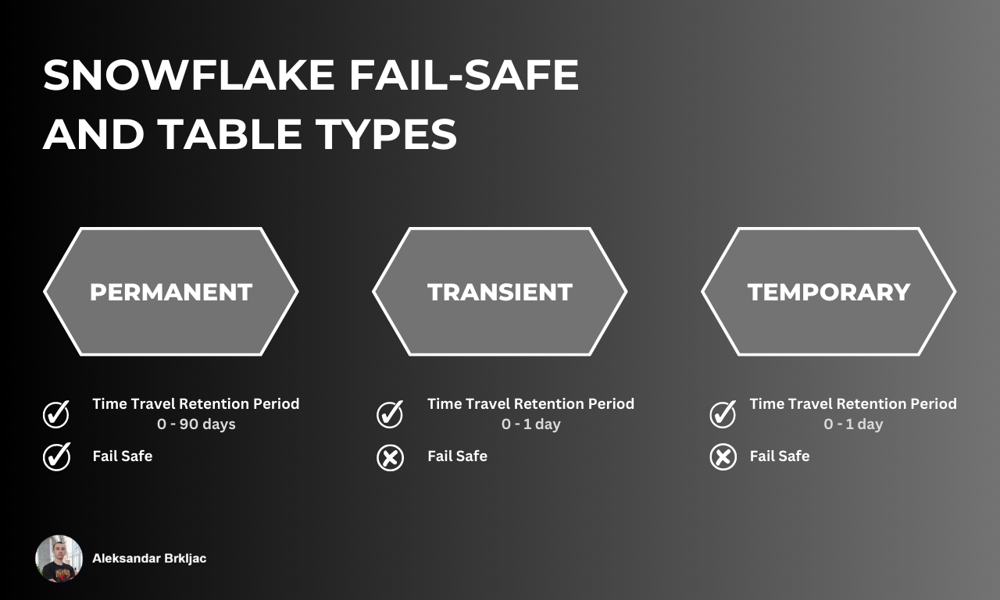 SNOWFLAKE FAIL-SAFE
AND TABLE TYPES
PERMANENT
TRANSIENT
TEMPORARY
Time Travel Retention Period
0 - 90 days
Fail Safe
Time Travel Retention Period
0 - 1 day
Fail Safe
Time Travel Retention Period
0 - 1 day
Fail Safe
Aleksandar Brkljac